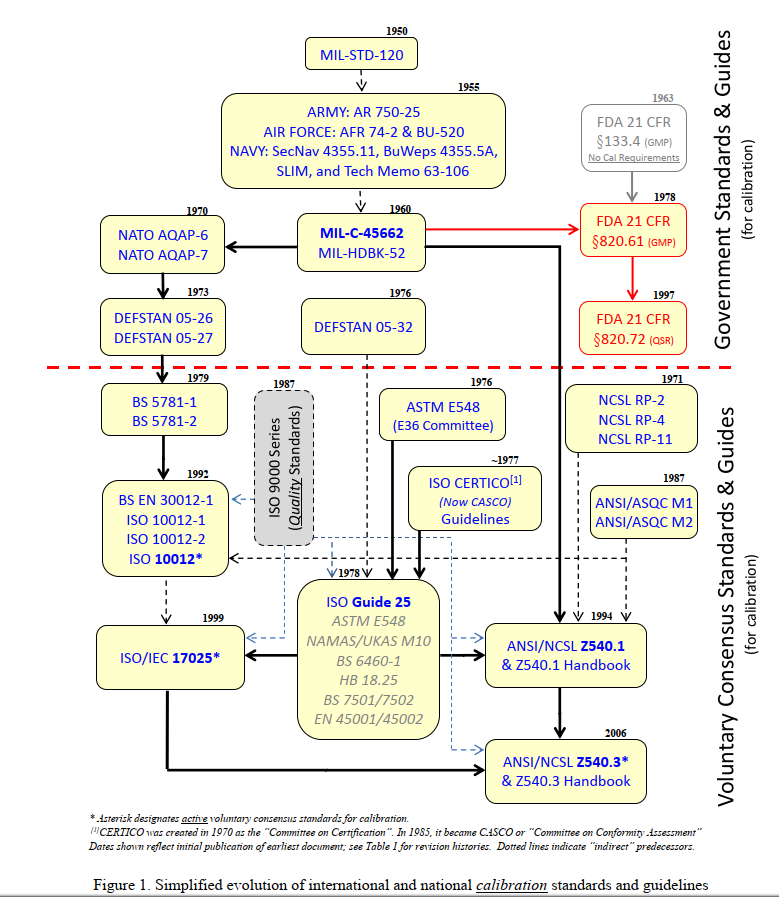 1950
MIL-STD-120
1955
ARMY: AR 750-25
AIR FORCE: AFR 74-2 & BU-520
NAVY: SecNav 4355.11, BuWeps 4355.5A,
SLIM, and Tech Memo 63-106
1963
FDA 21 CFR
§133.4 (GMP)
No Cal Requirements
Government Standards & Guides
(for calibration)
1970
NATO AQAP-6
NATO AQAP-7
1960
MIL-C-45662
MIL-HDBK-52
1978
FDA 21 CFR
§820.61 (GMP)
1973
DEFSTAN 05-26
DEFSTAN 05-27
1976
DEFSTAN 05-32
1997
FDA 21 CFR
§820.72 (QSR)
1979
BS 5781-1
BS 5781-2
1987
ISO 9000 Series
(Quality Standards)
1976
ASTM E548
(E36 Committee)
1971
NCSL RP-2
NCSL RP-4
NCSL RP-11
Voluntary Consensus Standards & Guides
(for calibration)
1992
BS EN 30012-1
ISO 10012-1
ISO 10012-2
ISO 10012*
~1977
ISO CERTICO[1]
(Now CASCO)
Guidelines
1987
ANSI/ASQC M1
ANSI/ASQC M2
1978
ISO Guide 25
ASTM E548
NAMAS/UKAS M10
BS 6460-1
HB 18.25
BS 7501/7502
EN 45001/45002
1999
ISO/IEC 17025*
1994
ANSI/NCSL Z540.1
& Z540.1 Handbook
2006
ANSI/NCSL Z540.3*
& Z540.3 Handbook
* Asterisk designates active voluntary consensus standards for calibration.
[1]CERTICO was created in 1970 as the "Committee on Certification". In 1985, it became CASCO or "Committee on Conformity Assessment"
Dates shown reflect initial publication of earliest document; see Table 1 for revision histories. Dotted lines indicate "indirect" predecessors.
Figure 1. Simplified evolution of international and national calibration standards and guidelines